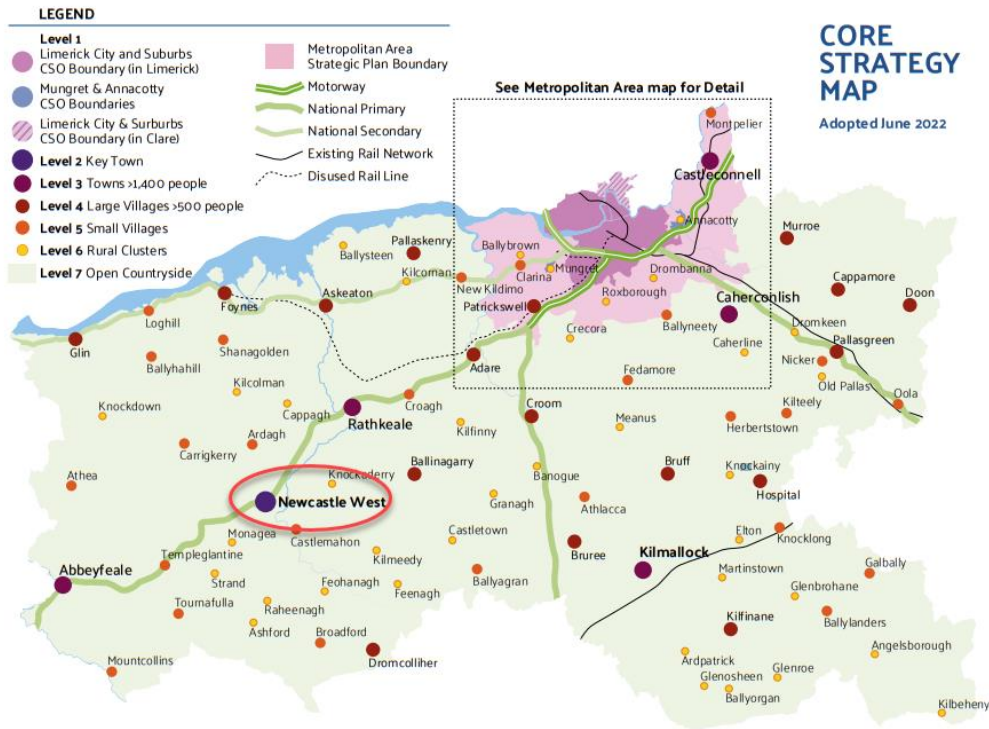 LEGEND
Level 1
Limerick City and Suburbs
CSO Boundary (in Limerick)
Mungret & Annacotty
CSO Boundaries
Limerick City & Surburbs
CSO Boundary (in Clare)
Level 2 Key Town
Level 3 Towns >1,400 people
Level 4 Large Villages >500 people
Level 5 Small Villages
Level 6 Rural Clusters
Level 7 Open Countryside
Metropolitan Area
Strategic Plan Boundary
Motorway
National Primary
National Secondary
Existing Rail Network
Disused Rail Line
CORE
STRATEGY
MAP
Adopted June 2022
See Metropolitan Area map for Detail
Montpelier
Castleconnell
Annacotty
Murroe
Ballysteen
Pallaskenry
Ballybrown
Kilcornan
Clarina
Mungret
Drombanna
Cappamore
New Kildimo
Roxborough
Doon
Foynes
Askeaton
Patrickswell
Caherconlish
Loghill
Ballyneety
Dromkeen
Glin
Shanagolden
Crecora
Caherline
Pallasgreen
Ballyhahill
Adare
Nicker
Old Pallas
Fedamore
Kilcolman
Croagh
Knockdown
Cappagh
Rathkeale
Croom
Meanus
Kilteely
Oola
Kilfinny
Herbertstown
Ardagh
Carrigkerry
Athea
Knockaderry
Ballinagarry
Banogue
Bruff
Knockainy
Hospital
Newcastle West
Granagh
Athlacca
Monagea
Castlemahon
Castletown
Elton
Knocklong
Templeglantine
Kilmeedy
Bruree
Kilmallock
Abbeyfeale
Strand
Feohanagh
Feenagh
Ballyagran
Martinstown
Galbally
Tournafulla
Raheenagh
Glenbrohane
Ashford
Broadford
Kilfinane
Ballylanders
Dromcolliher
Angelsborough
Mountcollins
Ardpatrick
Glenosheen
Glenroe
Ballyorgan
Kilbeheny